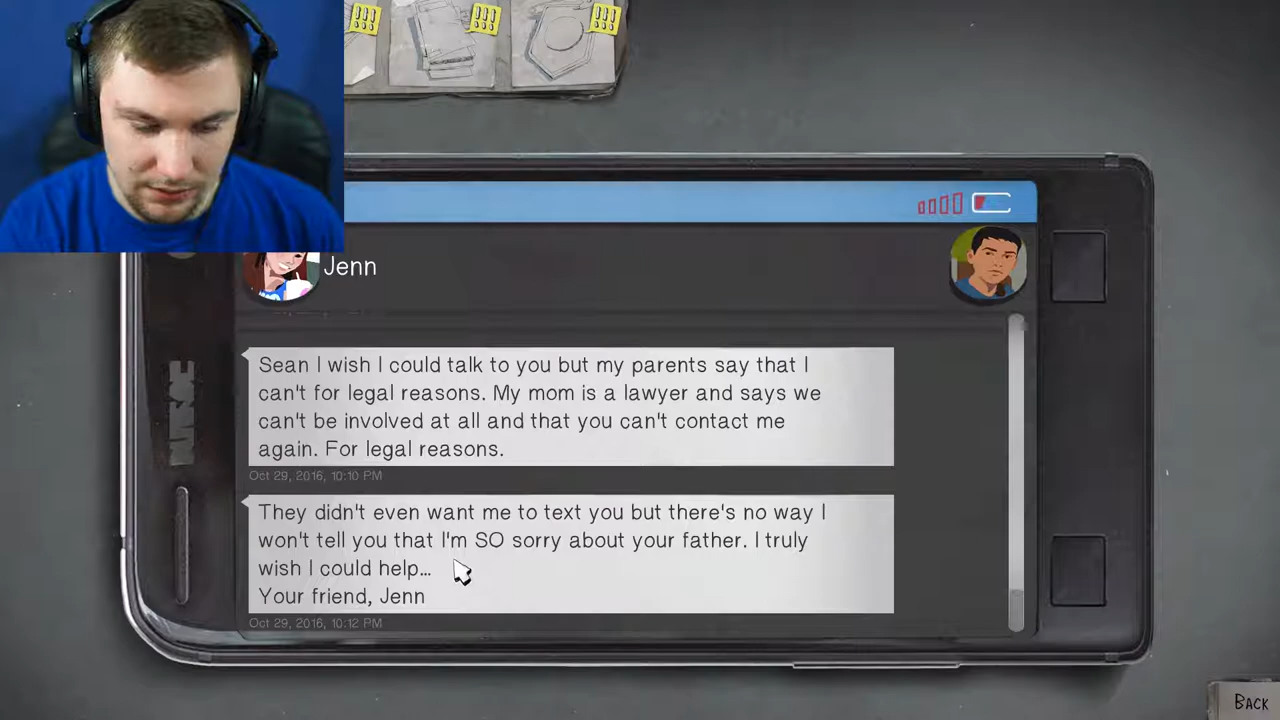 Jenn
Sean I wish I could talk to you but my parents say that I
can't for legal reasons. My mom is a lawyer and says we
can't be involved at all and that you can't contact me
again. For legal reasons.
Oct 29, 2016, 10:10 PM
They didn't even want me to text you but there's no way I
won't tell you that I'm SO sorry about your father. I truly
wish I could help...
Your friend, Jenn
Oct 29, 2016, 10:12 PM
BACK